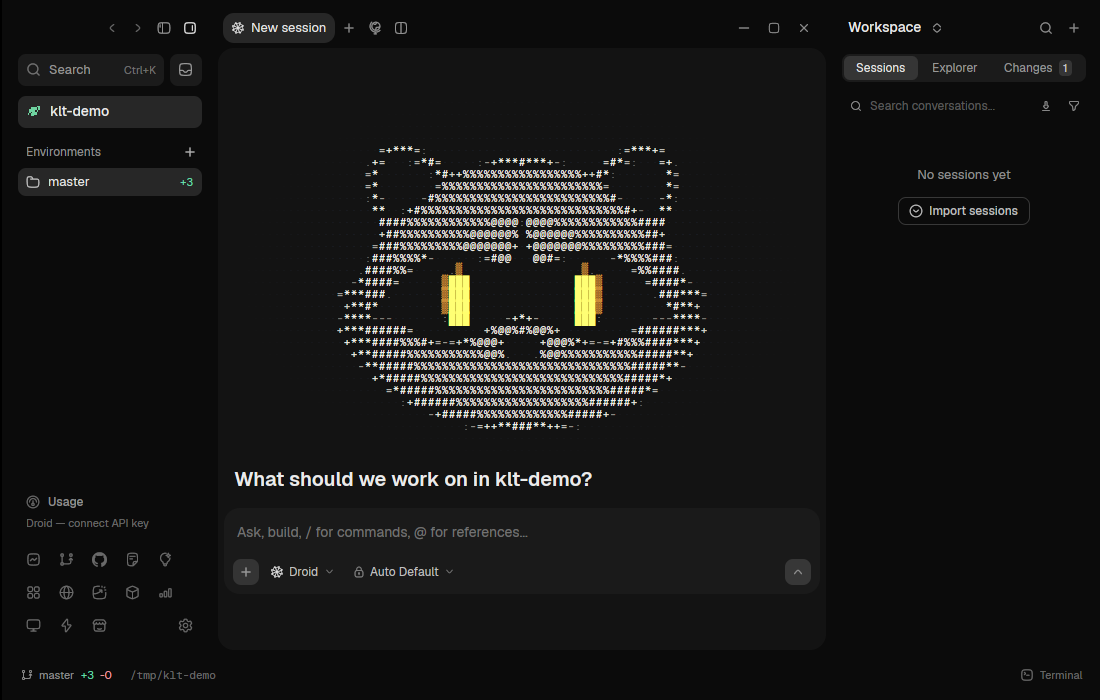 New session
Workspace
Search
Ctrl+K
klt-demo
Environments
master
+3
Sessions
Explorer
Changes
1
Search conversations...
No sessions yet
Import sessions
What should we work on in klt-demo?
Ask, build, / for commands, @ for references...
Droid
Auto Default
Usage
Droid — connect API key
master +3 -0 /tmp/klt-demo
Terminal